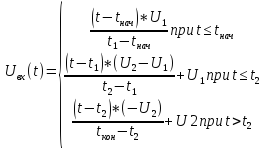 U_вх(t) = { (t−t_нач)*U_1 / t_1−t_нач при t≤t_нач
(t−t_1)*(U_2−U_1) / t_2−t_1 + U_1 при t≤t_2
(t−t_2)*(−U_2) / t_кон−t_2 + U 2 при t>t_2